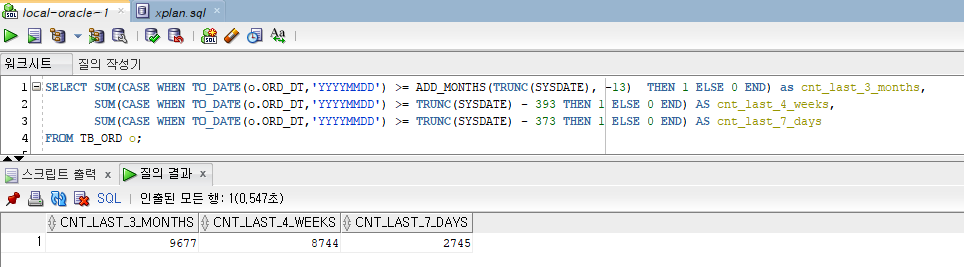 local-oracle~1 xplan.sql
SQL Aa
워크시트 질의 작성기
1 SELECT SUM(CASE WHEN TO_DATE(o.ORD_DT,'YYYYMMDD') >= ADD_MONTHS(TRUNC(SYSDATE), -13) THEN 1 ELSE 0 END) as cnt_last_3_months,
2 SUM(CASE WHEN TO_DATE(o.ORD_DT,'YYYYMMDD') >= TRUNC(SYSDATE) - 393 THEN 1 ELSE 0 END) AS cnt_last_4_weeks,
3 SUM(CASE WHEN TO_DATE(o.ORD_DT,'YYYYMMDD') >= TRUNC(SYSDATE) - 373 THEN 1 ELSE 0 END) AS cnt_last_7_days
4 FROM TB_ORD o;
스크립트 출력 x 질의 결과 x
SQL | 인출된 모든 행: 1(0,547초)
CNT_LAST_3_MONTHS CNT_LAST_4_WEEKS CNT_LAST_7_DAYS
1 9677 8744 2745